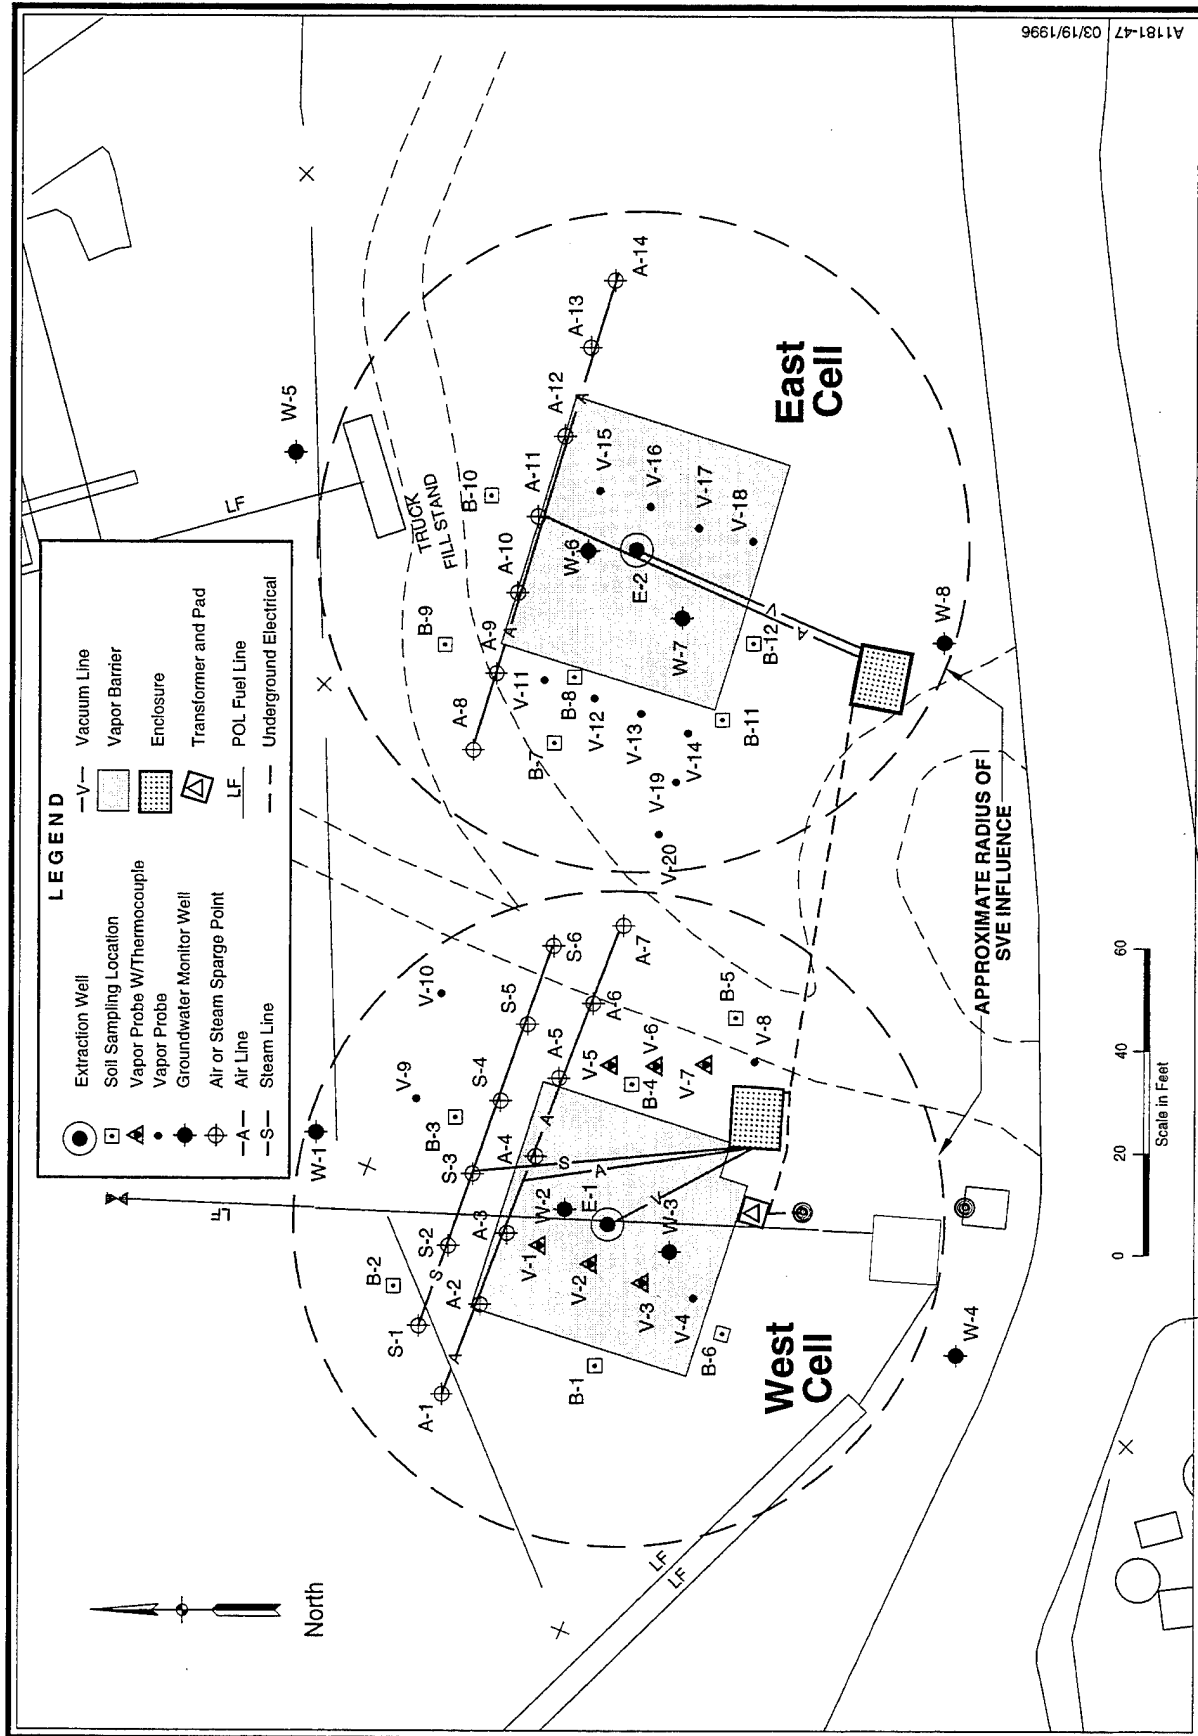 LEGEND
Extraction Well
Soil Sampling Location
Vapor Probe W/Thermocouple
Vapor Probe
Groundwater Monitor Well
Air or Steam Sparge Point
—A— Air Line
—S— Steam Line
—V— Vacuum Line
Vapor Barrier
Enclosure
Transformer and Pad
LF POL Fuel Line
Underground Electrical
North
W-1
W-5
LF
TRUCK
FILL STAND
V-10
V-9
B-3
B-2
S-1
S-2
S
S-3
S-4
S-5
S-6
A-1
A
A-2
A-3
A-4
A
A-5
A-6
A-7
W-2
E-1
W-3
S
A
V
V-1
V-2
V-3
V-4
V-5
V-6
V-7
V-8
B-1
B-4
B-5
B-6
West
Cell
W-4
LF
LF
A-8
A-9
A
A-10
A-11
A-12
A
A-13
A-14
B-7
B-8
B-9
B-10
B-11
B-12
V-11
V-12
V-13
V-14
V-19
V-20
V-15
V-16
V-17
V-18
W-6
E-2
W-7
V
A
East
Cell
W-8
APPROXIMATE RADIUS OF
SVE INFLUENCE
0 20 40 60
Scale in Feet
A1181-47 03/19/1996